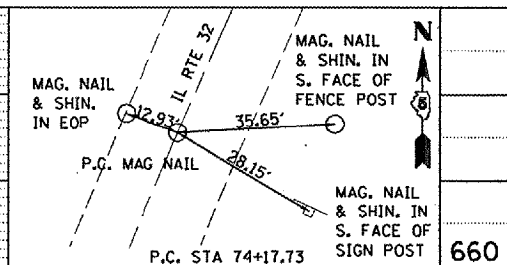 IL RTE 32
N
MAG. NAIL
& SHIN. IN
S. FACE OF
FENCE POST
MAG. NAIL
& SHIN.
IN EOP
12.93'
35.65'
P.C. MAG NAIL
28.15'
MAG. NAIL
& SHIN. IN
S. FACE OF
SIGN POST
P.C. STA 74+17.73
660